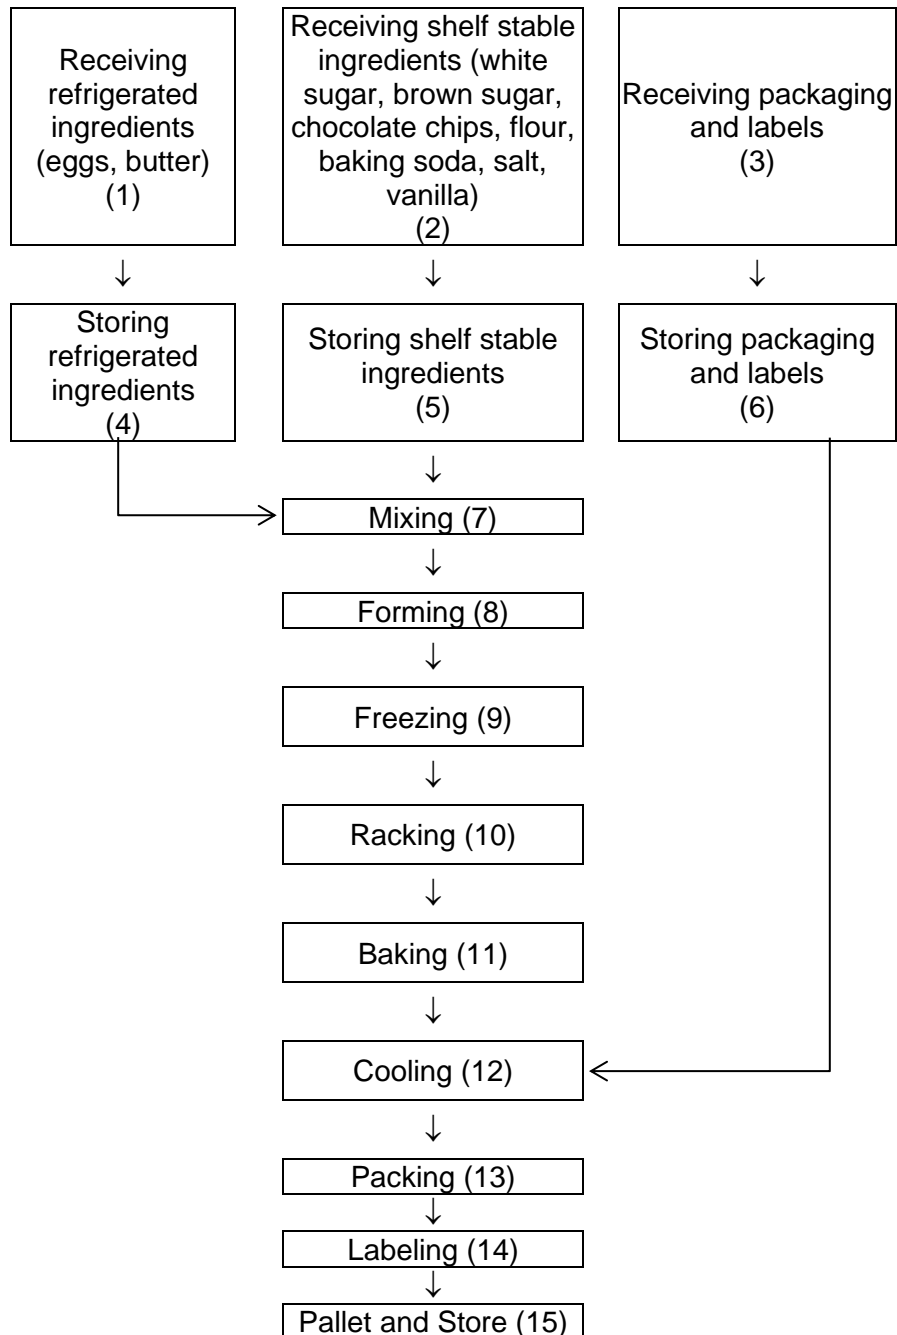 Receiving
refrigerated
ingredients
(eggs, butter)
(1)
Receiving shelf stable
ingredients (white
sugar, brown sugar,
chocolate chips, flour,
baking soda, salt,
vanilla)
(2)
Receiving packaging
and labels
(3)
Storing
refrigerated
ingredients
(4)
Storing shelf stable
ingredients
(5)
Storing packaging
and labels
(6)
Mixing (7)
Forming (8)
Freezing (9)
Racking (10)
Baking (11)
Cooling (12)
Packing (13)
Labeling (14)
Pallet and Store (15)